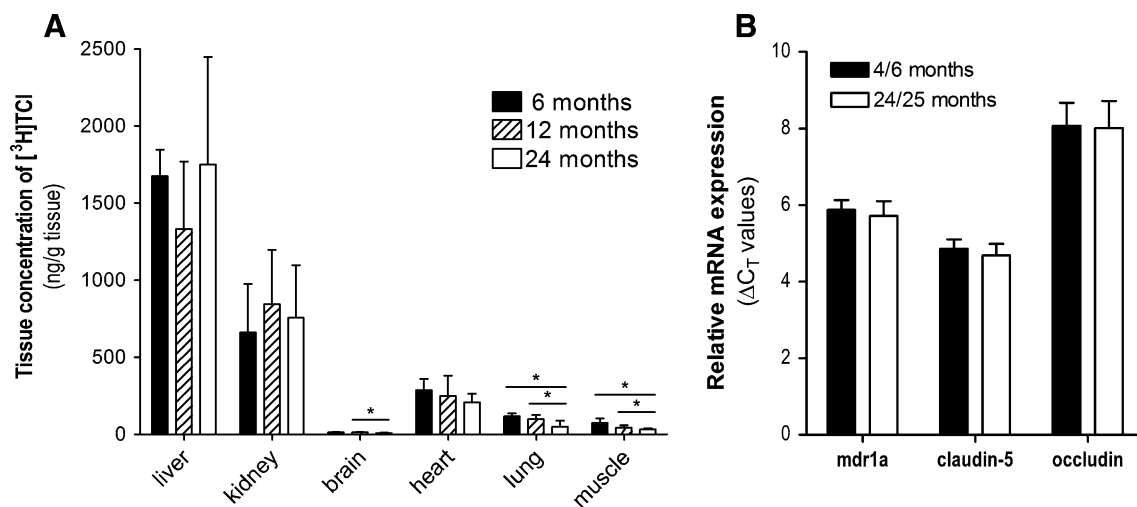 A
Tissue concentration of [³H]TCl
(ng/g tissue)
2500
2000
1500
1000
500
0
6 months
12 months
24 months
*
*
*
*
*
liver
kidney
brain
heart
lung
muscle
B
Relative mRNA expression
(ΔC_T values)
10
8
6
4
2
0
4/6 months
24/25 months
mdr1a
claudin-5
occludin